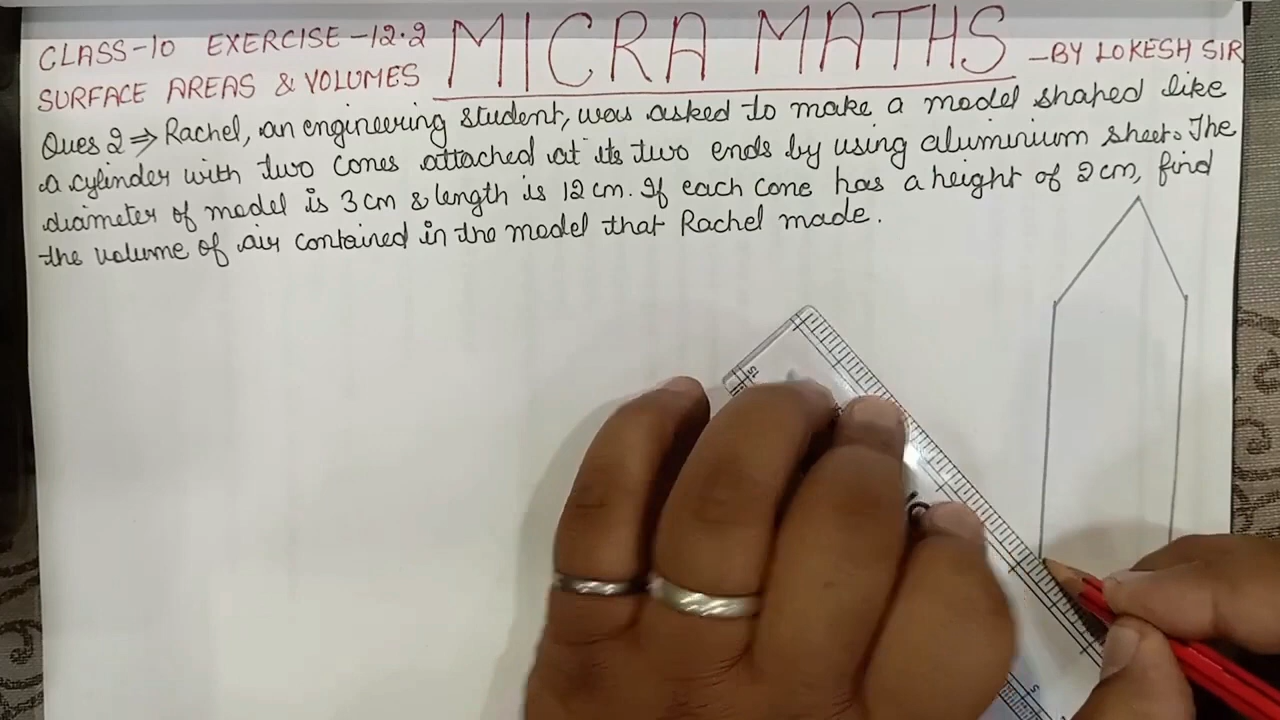 CLASS-10 EXERCISE-12.2 MICRA MATHS -BY LOKESH SIR
SURFACE AREAS & VOLUMES
Ques 2 ⇒ Rachel, an engineering student, was asked to make a model shaped like
a cylinder with two cones attached at its two ends by using aluminium sheet. The
diameter of model is 3 cm & length is 12 cm. If each cone has a height of 2 cm, find
the volume of air contained in the model that Rachel made.